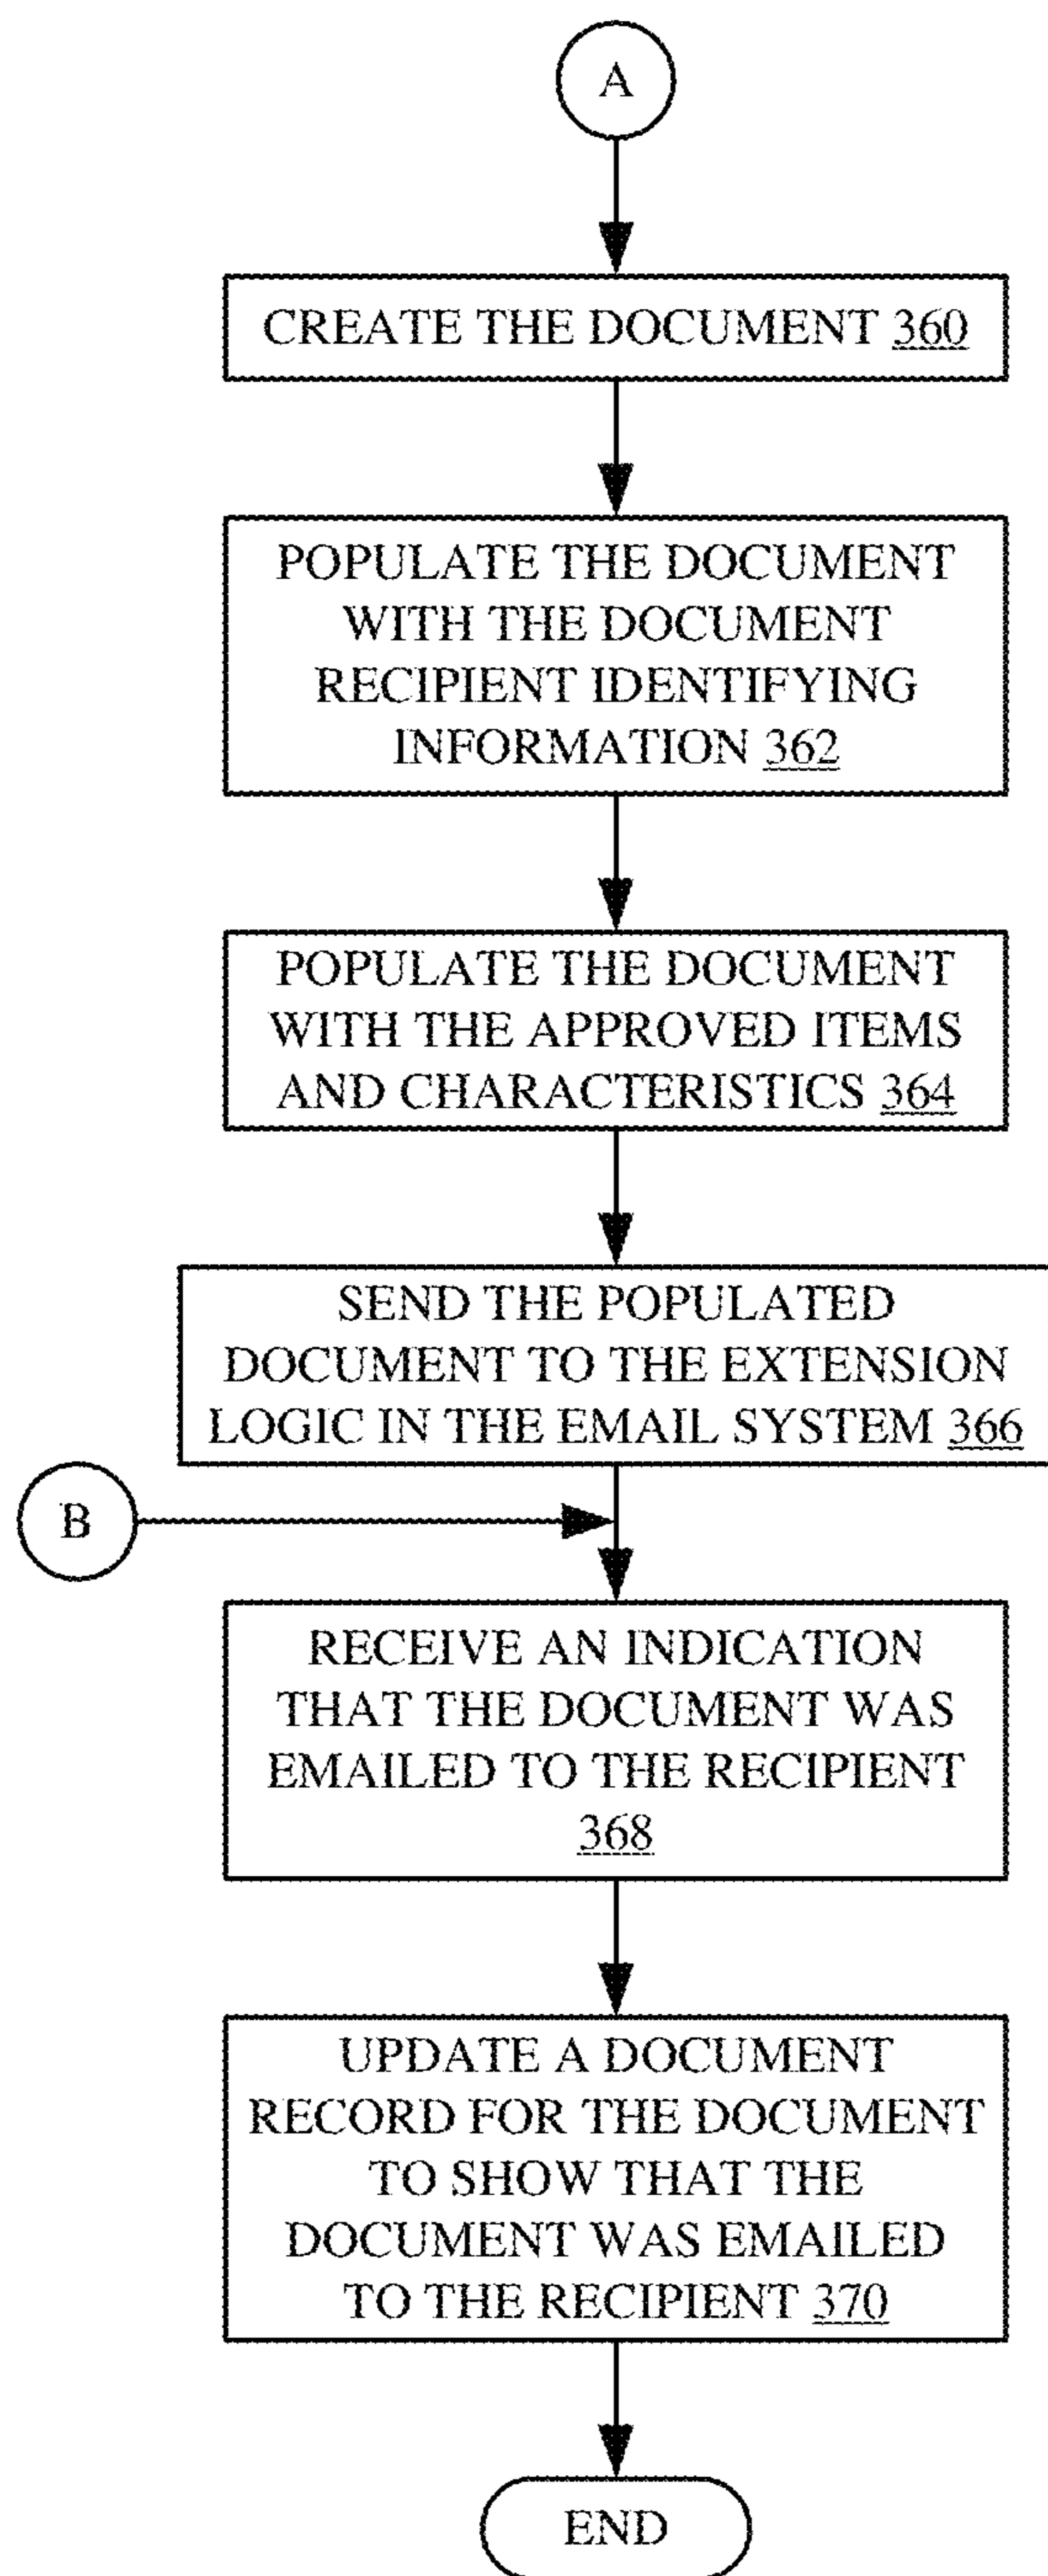 A
CREATE THE DOCUMENT 360
POPULATE THE DOCUMENT
WITH THE DOCUMENT
RECIPIENT IDENTIFYING
INFORMATION 362
POPULATE THE DOCUMENT
WITH THE APPROVED ITEMS
AND CHARACTERISTICS 364
SEND THE POPULATED
DOCUMENT TO THE EXTENSION
LOGIC IN THE EMAIL SYSTEM 366
B
RECEIVE AN INDICATION
THAT THE DOCUMENT WAS
EMAILED TO THE RECIPIENT
368
UPDATE A DOCUMENT
RECORD FOR THE DOCUMENT
TO SHOW THAT THE
DOCUMENT WAS EMAILED
TO THE RECIPIENT 370
END